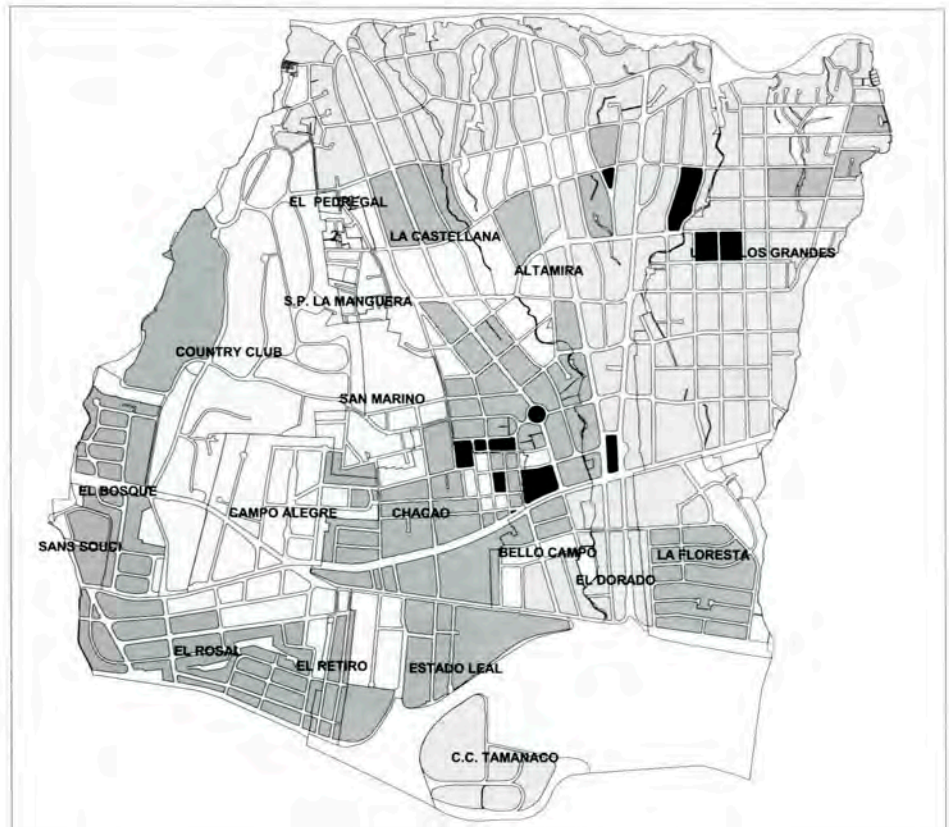 EL PEDREGAL
2
LA CASTELLANA
LOS GRANDES
ALTAMIRA
S.P. LA MANGUERA
COUNTRY CLUB
SAN MARINO
EL BOSQUE
CAMPO ALEGRE
CHACAO
SANS SOUCI
BELLO CAMPO
LA FLORESTA
EL DORADO
EL ROSAL
EL RETIRO
ESTADO LEAL
C.C. TAMANACO